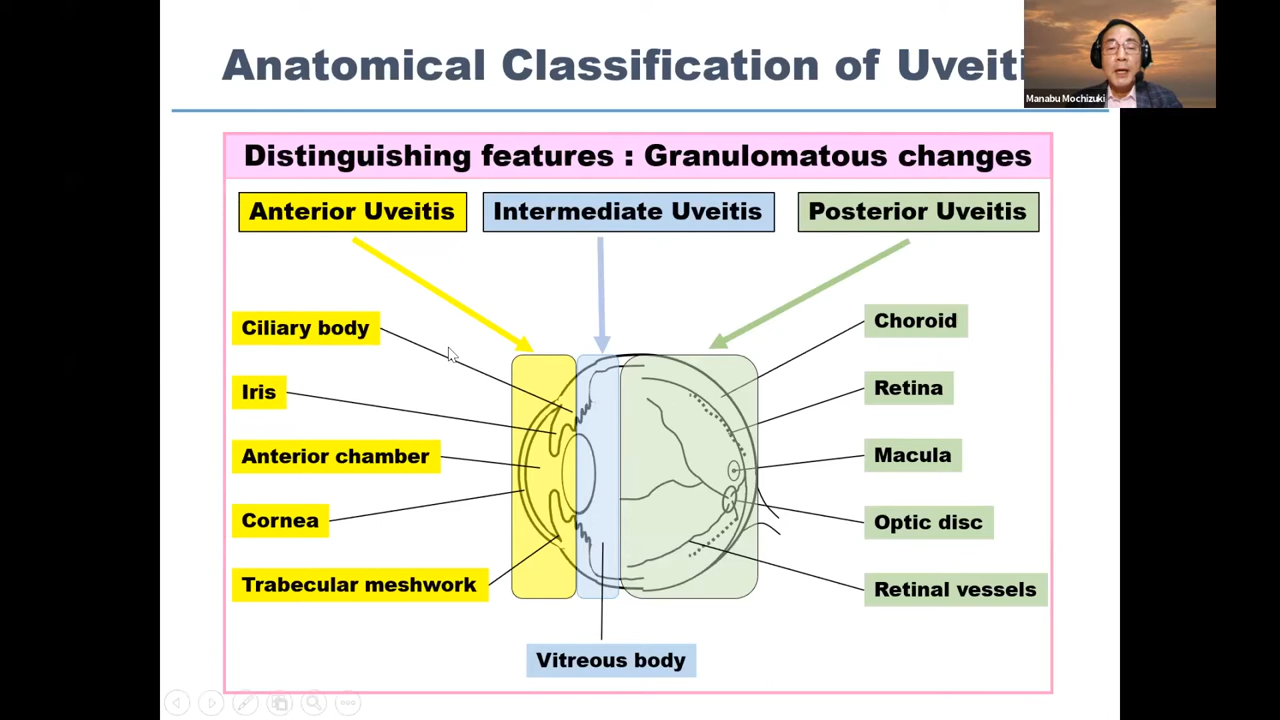 Anatomical Classification of Uveiti
Manabu Mochizuki
Distinguishing features : Granulomatous changes
Anterior Uveitis
Intermediate Uveitis
Posterior Uveitis
Ciliary body
Iris
Anterior chamber
Cornea
Trabecular meshwork
Choroid
Retina
Macula
Optic disc
Retinal vessels
Vitreous body